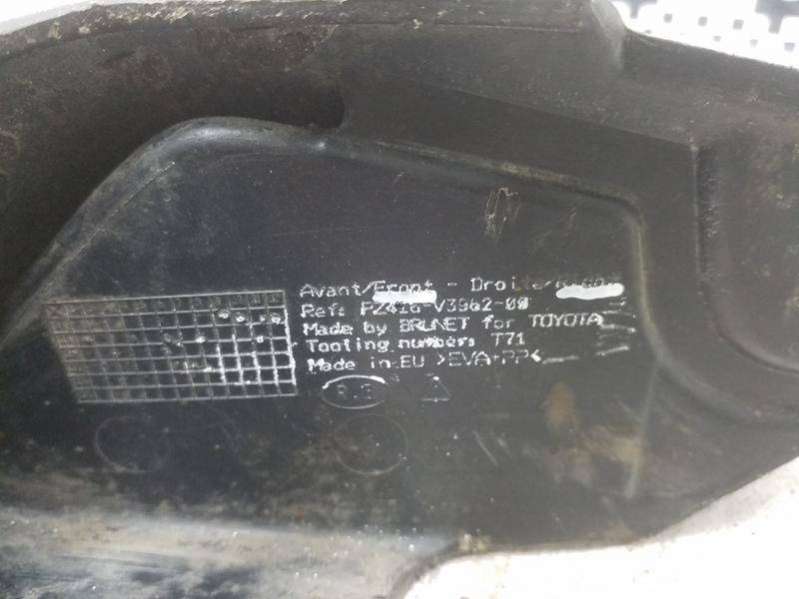 Avant/Front - Droite/Right
Ref: PZ416-V3962-00
Made by BRUNET for TOYOTA
Tooling number: T71
Made in EU >EVA+PP<